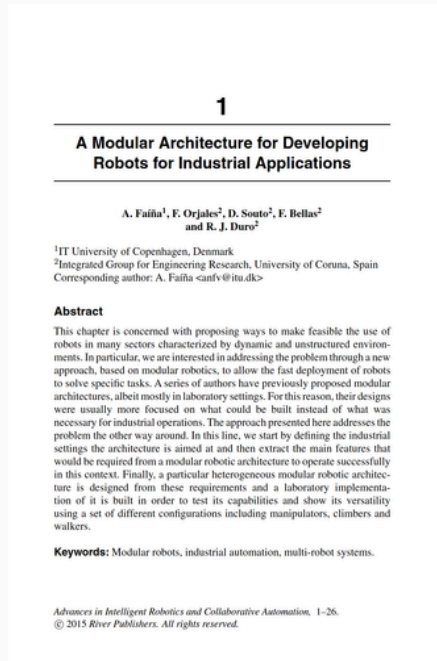 1
A Modular Architecture for Developing
Robots for Industrial Applications
A. Faíña¹, F. Orjales², D. Souto², F. Bellas²
and R. J. Duro²
¹IT University of Copenhagen, Denmark
²Integrated Group for Engineering Research, University of Coruna, Spain
Corresponding author: A. Faíña <anfv@itu.dk>
Abstract
This chapter is concerned with proposing ways to make feasible the use of
robots in many sectors characterized by dynamic and unstructured environ-
ments. In particular, we are interested in addressing the problem through a new
approach, based on modular robotics, to allow the fast deployment of robots
to solve specific tasks. A series of authors have previously proposed modular
architectures, albeit mostly in laboratory settings. For this reason, their designs
were usually more focused on what could be built instead of what was
necessary for industrial operations. The approach presented here addresses the
problem the other way around. In this line, we start by defining the industrial
settings the architecture is aimed at and then extract the main features that
would be required from a modular robotic architecture to operate successfully
in this context. Finally, a particular heterogeneous modular robotic architec-
ture is designed from these requirements and a laboratory implementa-
tion of it is built in order to test its capabilities and show its versatility
using a set of different configurations including manipulators, climbers and
walkers.
Keywords: Modular robots, industrial automation, multi-robot systems.
Advances in Intelligent Robotics and Collaborative Automation, 1–26.
© 2015 River Publishers. All rights reserved.